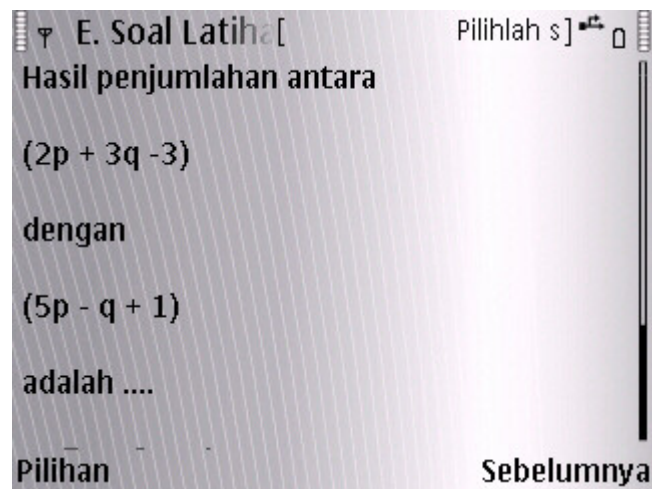 E. Soal Latih [
Pilihlah s]
Hasil penjumlahan antara
(2p + 3q -3)
dengan
(5p - q + 1)
adalah ....
Pilihan
Sebelumnya